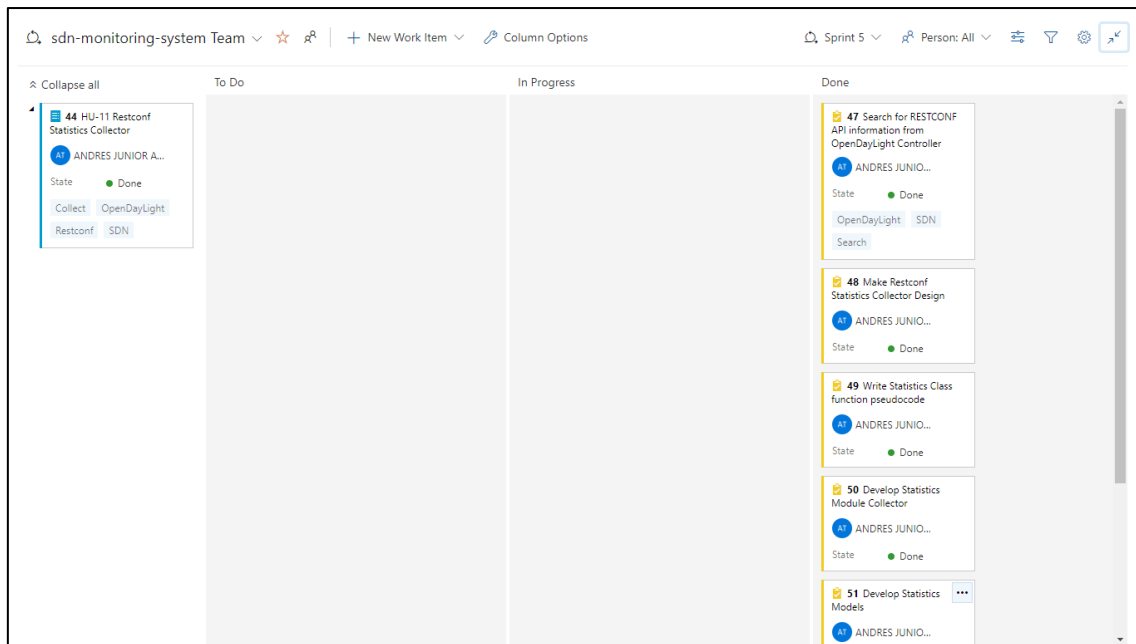 sdn-monitoring-system Team
New Work Item
Column Options
Sprint 5
Person: All
Collapse all
To Do
In Progress
Done
44 HU-11 Restconf
Statistics Collector
AT ANDRES JUNIOR A...
State Done
Collect OpenDayLight
Restconf SDN
47 Search for RESTCONF
API information from
OpenDayLight Controller
AT ANDRES JUNIO...
State Done
OpenDayLight SDN
Search
48 Make Restconf
Statistics Collector Design
AT ANDRES JUNIO...
State Done
49 Write Statistics Class
function pseudocode
AT ANDRES JUNIO...
State Done
50 Develop Statistics
Module Collector
AT ANDRES JUNIO...
State Done
51 Develop Statistics
Models
AT ANDRES JUNIO...